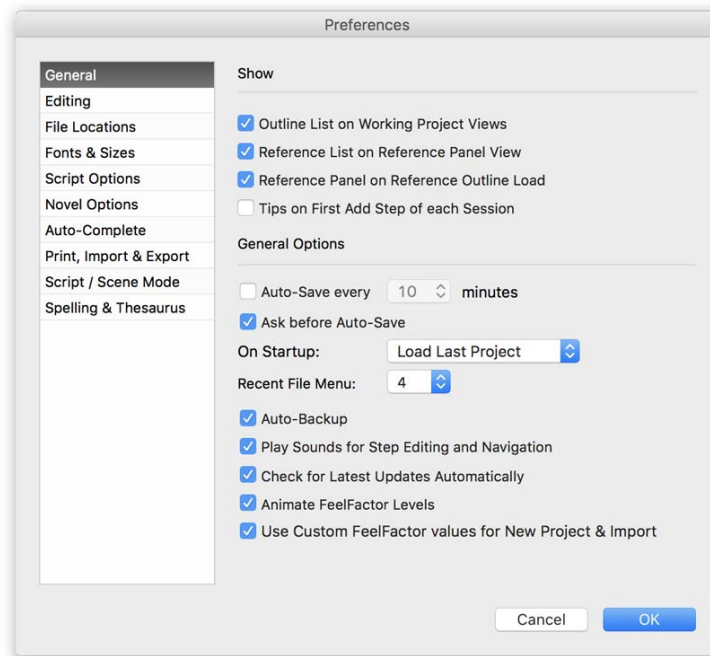 Preferences
General
Editing
File Locations
Fonts & Sizes
Script Options
Novel Options
Auto-Complete
Print, Import & Export
Script / Scene Mode
Spelling & Thesaurus
Show
Outline List on Working Project Views
Reference List on Reference Panel View
Reference Panel on Reference Outline Load
Tips on First Add Step of each Session
General Options
Auto-Save every 10 minutes
Ask before Auto-Save
On Startup: Load Last Project
Recent File Menu: 4
Auto-Backup
Play Sounds for Step Editing and Navigation
Check for Latest Updates Automatically
Animate FeelFactor Levels
Use Custom FeelFactor values for New Project & Import
Cancel OK